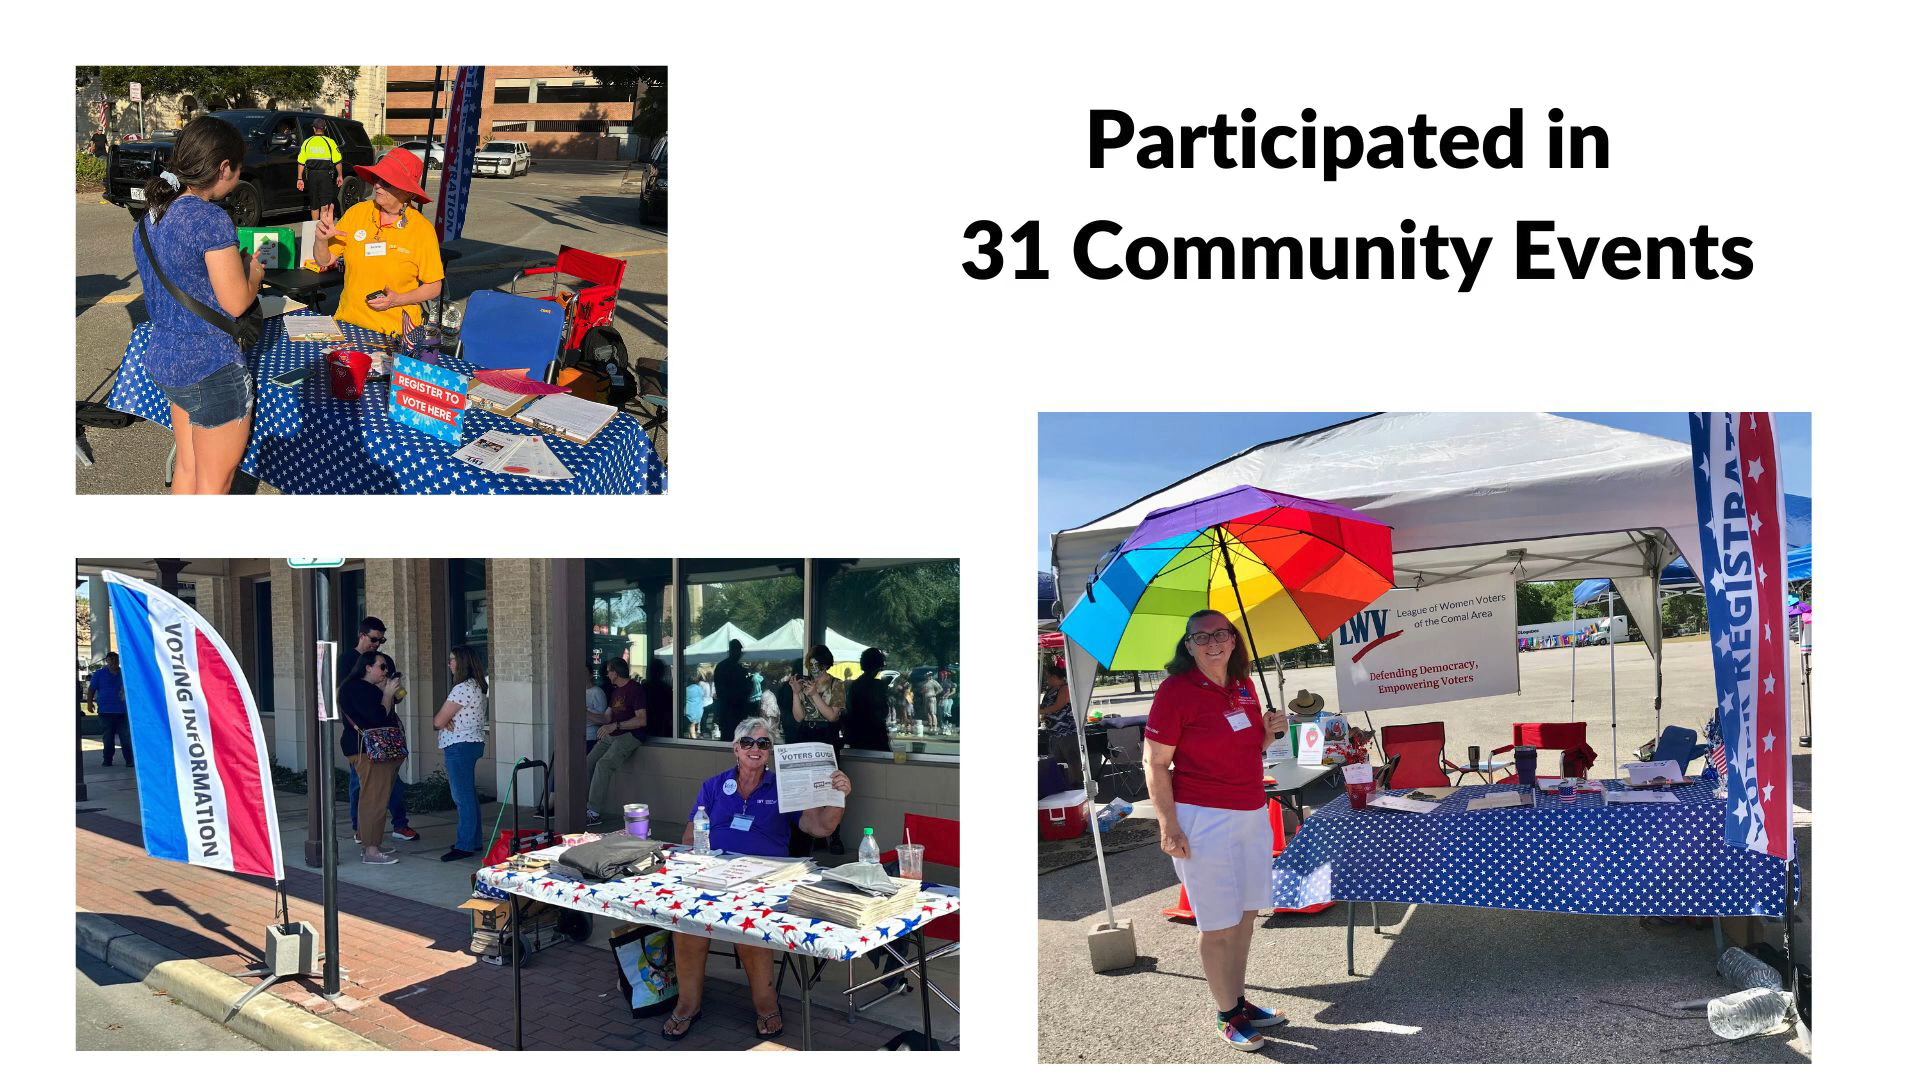 Participated in
31 Community Events
REGISTER TO
VOTE HERE
LWV
League of Women Voters
of the Comal Area
Defending Democracy,
Empowering Voters
VOTER REGISTRAT
VOTING INFORMATION
VOTERS GUIDE